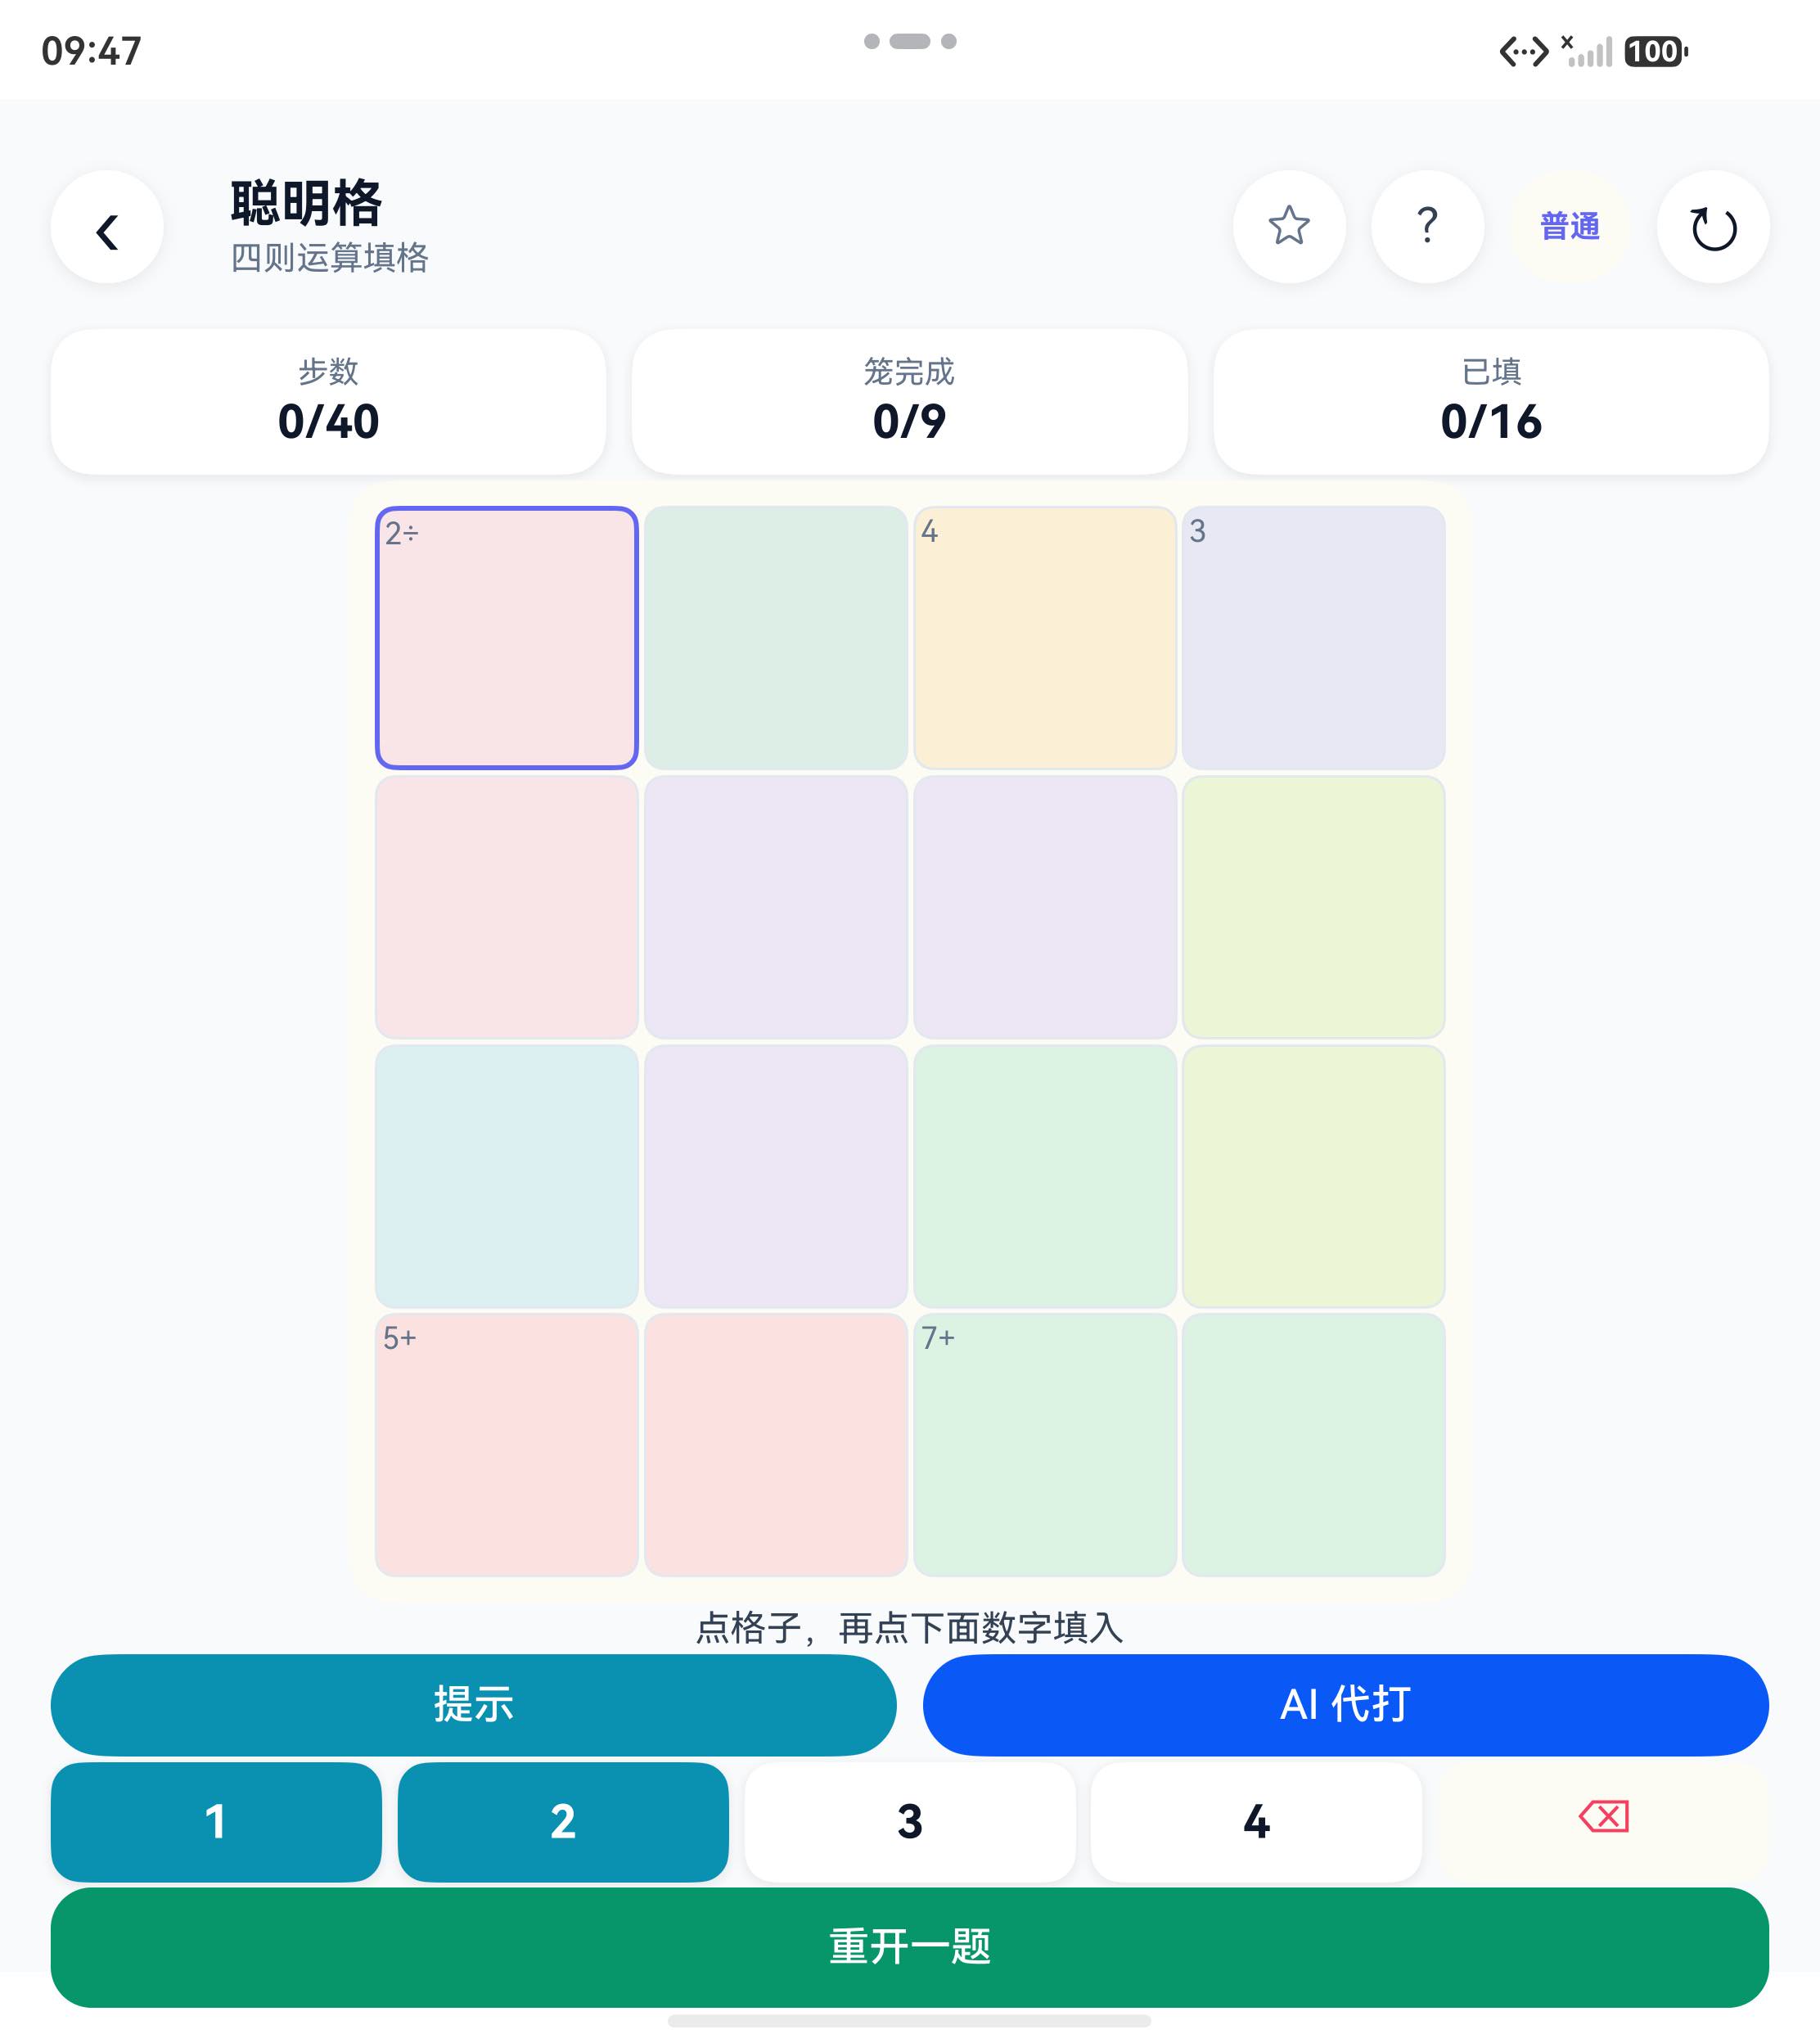 09:47
100
聪明格
四则运算填格
?
普通
步数
0/40
笼完成
0/9
已填
0/16
2÷
4
3
5+
7+
点格子，再点下面数字填入
提示
AI 代打
1
2
3
4
重开一题